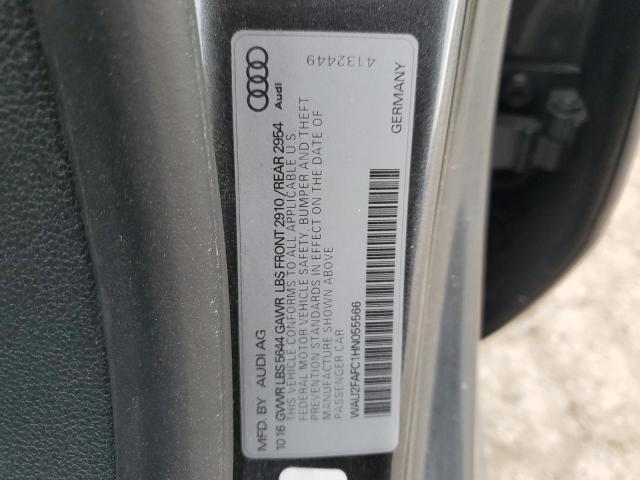 MFD. BY AUDI AG
Audi
10 16 GVWR LBS 5644 GAWR LBS FRONT 2910 / REAR 2954
THIS VEHICLE CONFORMS TO ALL APPLICABLE U.S.
FEDERAL MOTOR VEHICLE SAFETY, BUMPER AND THEFT
PREVENTION STANDARDS IN EFFECT ON THE DATE OF
MANUFACTURE SHOWN ABOVE
PASSENGER CAR
WAU2FAFC1HN055566
4132449
GERMANY